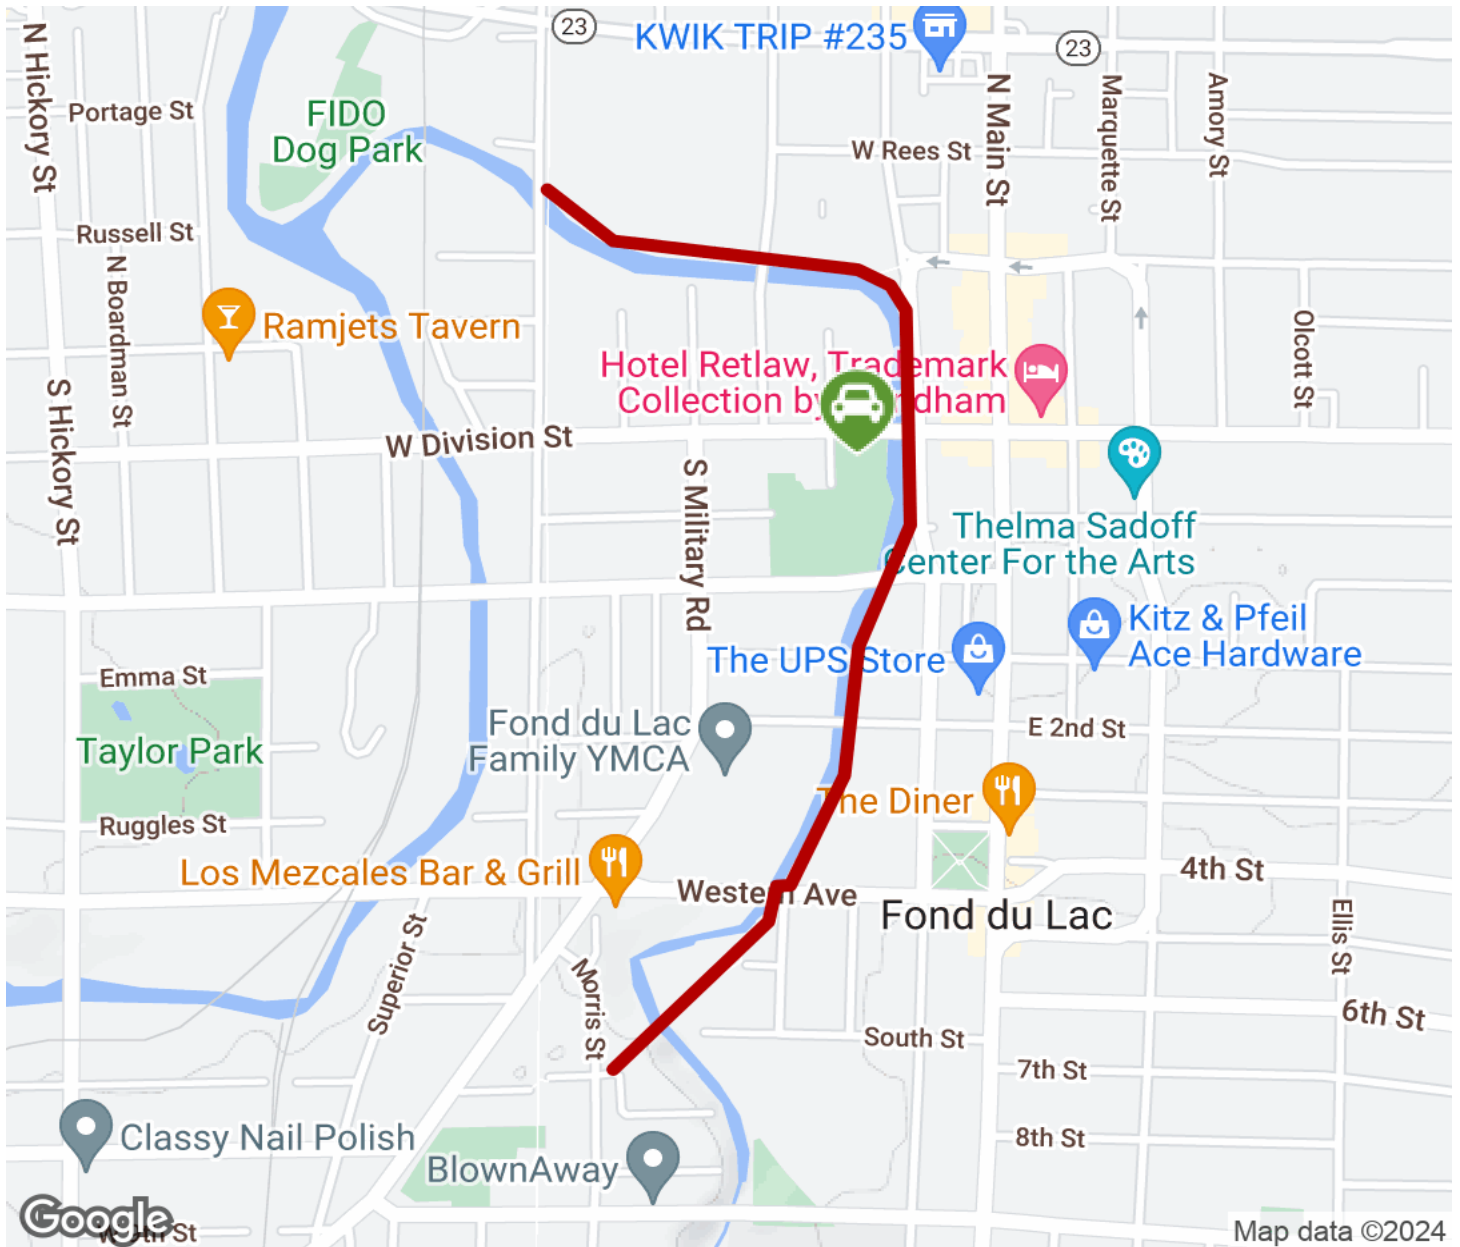 23
KWIK TRIP #235
23
N Hickory St
Portage St
FIDO
Dog Park
N Main St
Marquette St
Amory St
W Rees St
Russell St
N Boardman St
Ramjets Tavern
Hotel Retlaw, Trademark
Collection by
dham
Olcott St
S Hickory St
W Division St
S Military Rd
Thelma Sadoff
Center For the Arts
Kitz & Pfeil
Ace Hardware
The UPS Store
Emma St
Taylor Park
Fond du Lac
Family YMCA
E 2nd St
The Diner
Ruggles St
Los Mezcales Bar & Grill
Western Ave
4th St
Fond du Lac
Ellis St
Superior St
Morris St
6th St
South St
7th St
8th St
Classy Nail Polish
BlownAway
Google
W 9th St
Map data ©2024